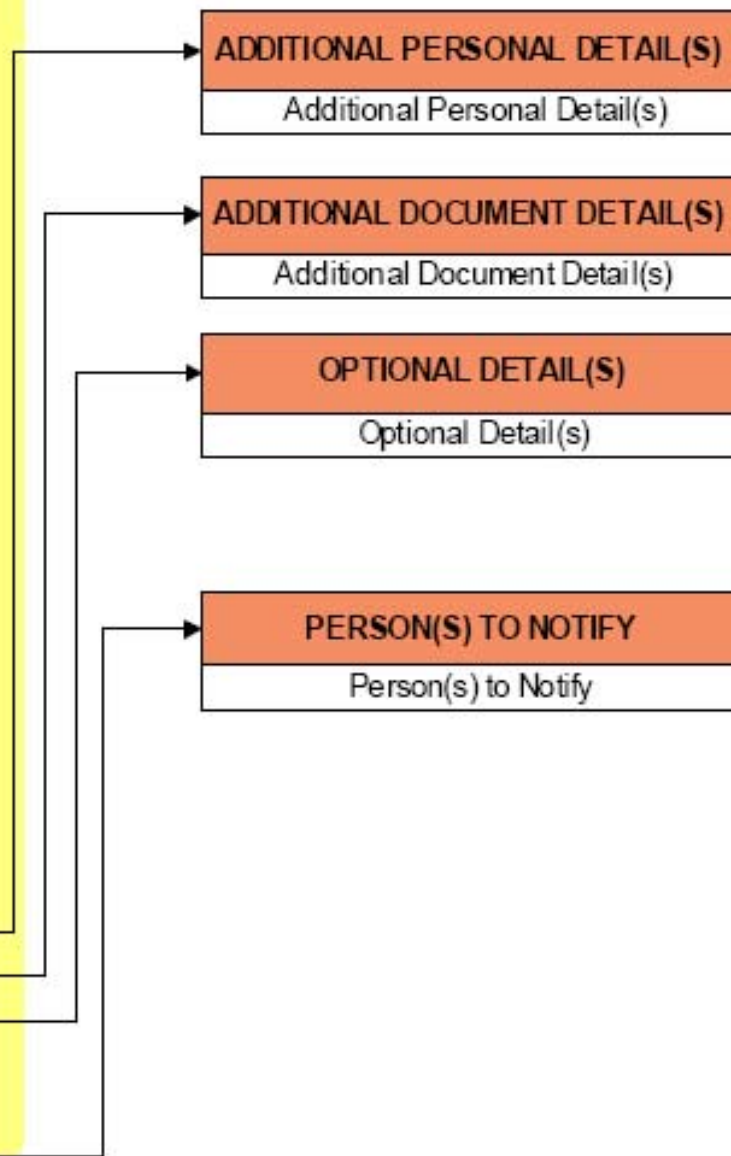 ADDITIONAL PERSONAL DETAIL(S)
Additional Personal Detail(s)
ADDITIONAL DOCUMENT DETAIL(S)
Additional Document Detail(s)
OPTIONAL DETAIL(S)
Optional Detail(s)
PERSON(S) TO NOTIFY
Person(s) to Notify